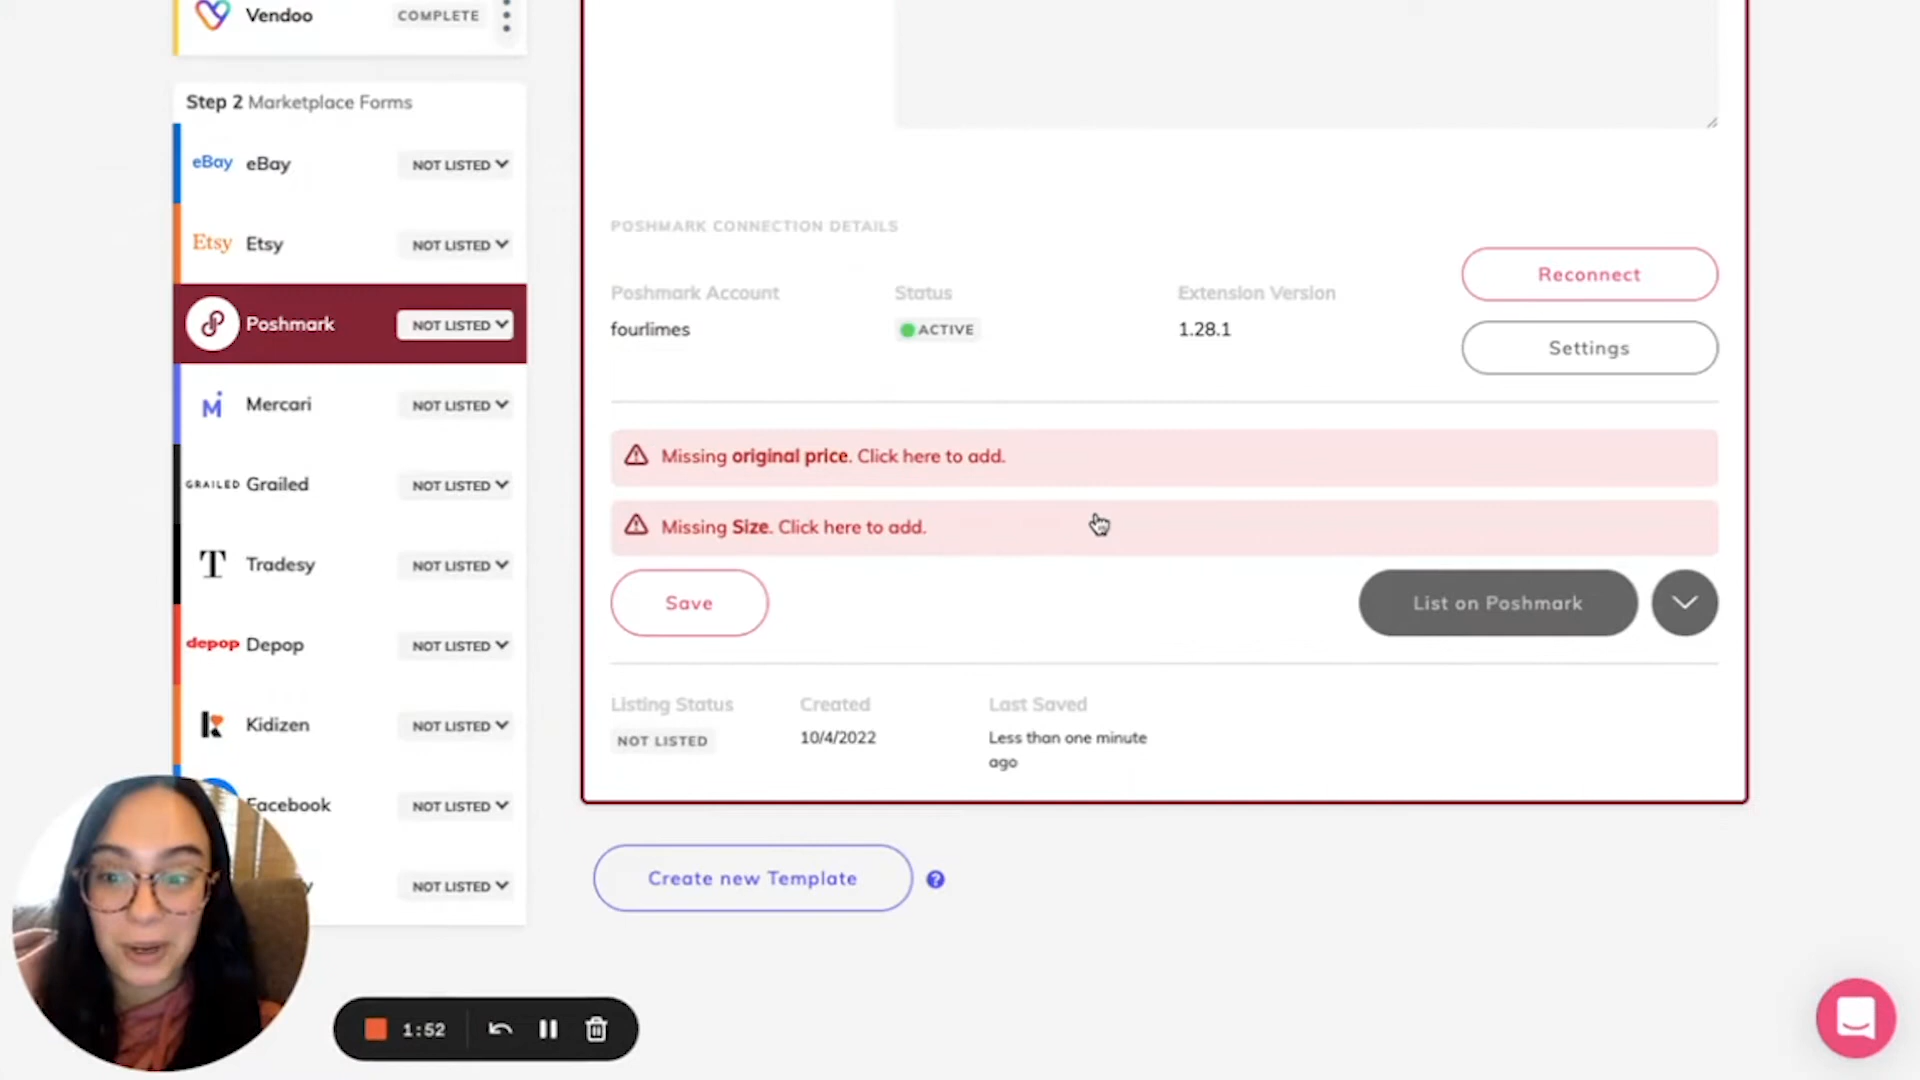 Vendoo COMPLETE
Step 2 Marketplace Forms
eBay eBay NOT LISTED
Etsy Etsy NOT LISTED
Poshmark NOT LISTED
Mercari NOT LISTED
GRAILED Grailed NOT LISTED
T Tradesy NOT LISTED
depop Depop NOT LISTED
Kidizen NOT LISTED
Facebook NOT LISTED
NOT LISTED
POSHMARK CONNECTION DETAILS
Poshmark Account Status Extension Version
fourlimes ACTIVE 1.28.1
Reconnect
Settings
Missing original price. Click here to add.
Missing Size. Click here to add.
Save List on Poshmark
Listing Status Created Last Saved
NOT LISTED 10/4/2022 Less than one minute
ago
Create new Template ?
1:52